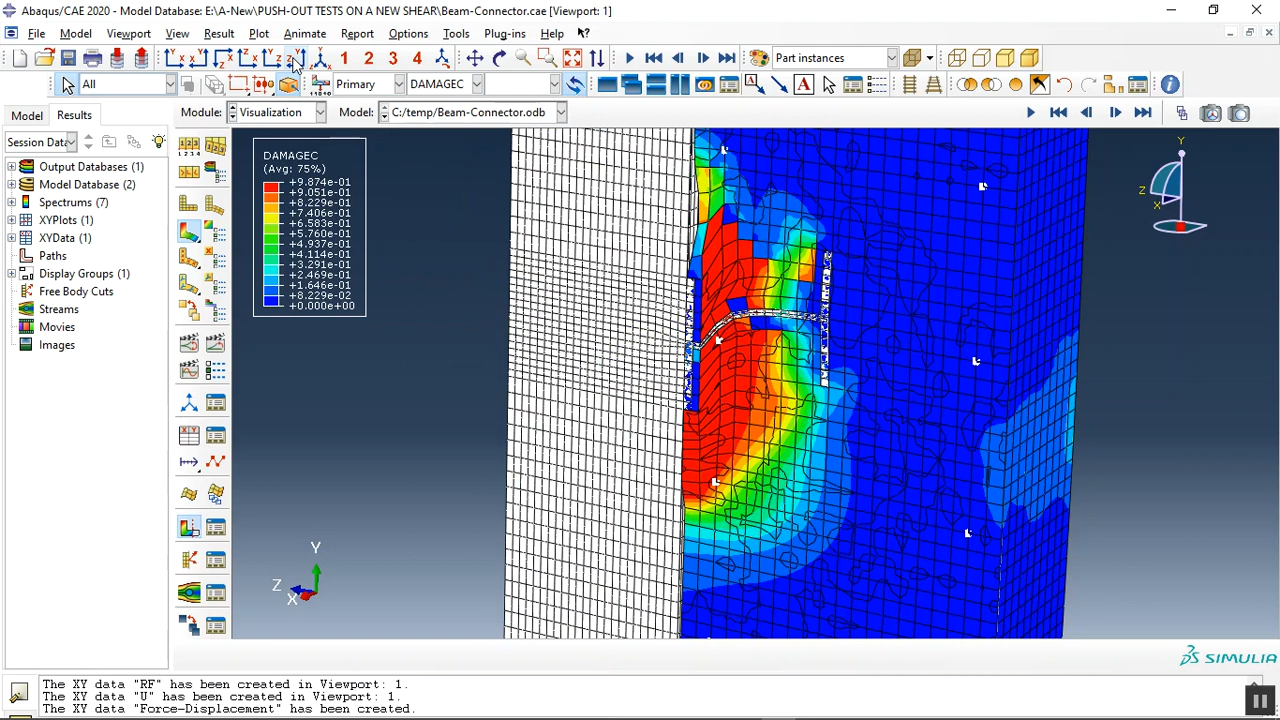 Abaqus/CAE 2020 - Model Database: E:\A-New\PUSH-OUT TESTS ON A NEW SHEAR\Beam-Connector.cae [Viewport: 1]
File Model Viewport View Result Plot Animate Report Options Tools Plug-ins Help
1 2 3 4 Part instances
All Primary DAMAGEC
Model Results Module: Visualization Model: C:/temp/Beam-Connector.odb
Session Data
Output Databases (1)
Model Database (2)
Spectrums (7)
XYPlots (1)
XYData (1)
Paths
Display Groups (1)
Free Body Cuts
Streams
Movies
Images
DAMAGEC
(Avg: 75%)
+9.874e-01
+9.051e-01
+8.229e-01
+7.406e-01
+6.583e-01
+5.760e-01
+4.937e-01
+4.114e-01
+3.291e-01
+2.469e-01
+1.646e-01
+8.229e-02
+0.000e+00
Y
Z
X
Y
Z
X
SIMULIA
The XY data "RF" has been created in Viewport: 1.
The XY data "U" has been created in Viewport: 1.
The XY data "Force-Displacement" has been created.